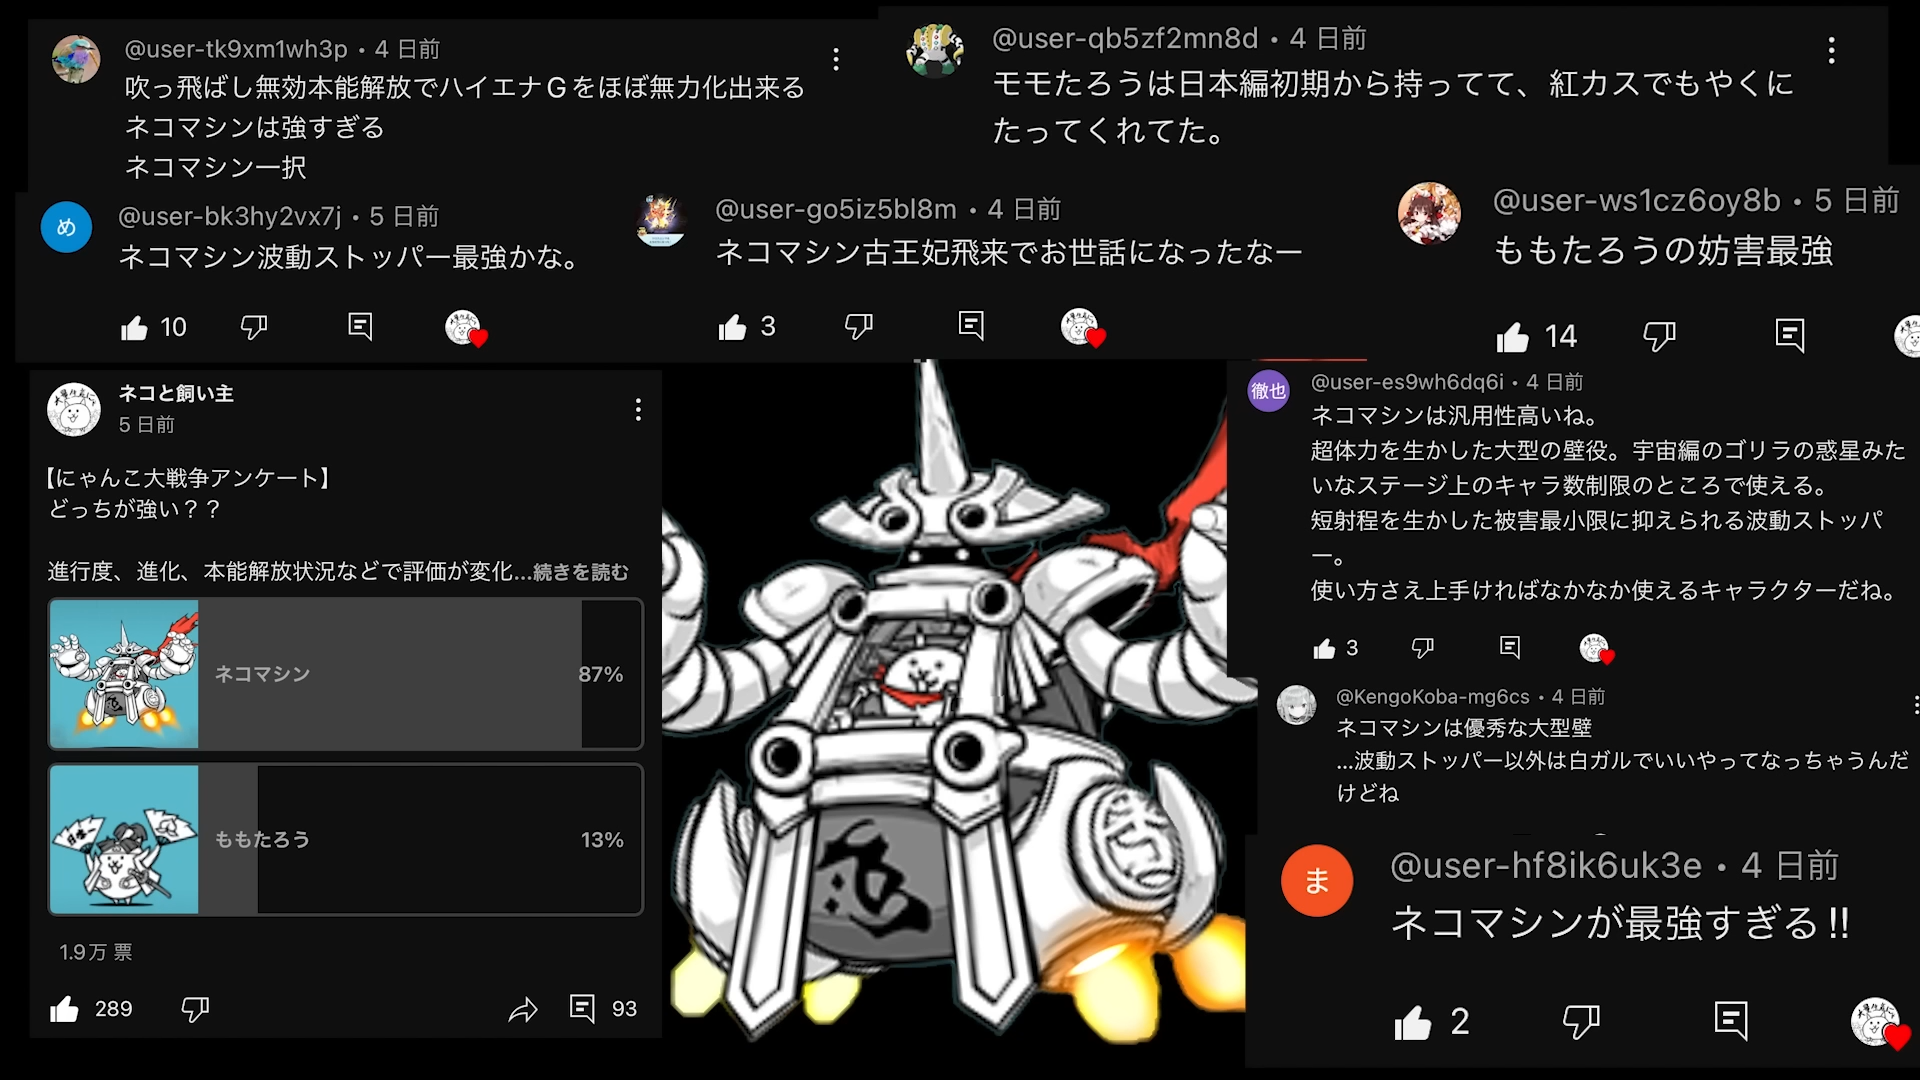 @user-tk9xm1wh3p・4 日前
吹っ飛ばし無効本能解放でハイエナGをほぼ無力化出来る
ネコマシンは強すぎる
ネコマシン一択
@user-qb5zf2mn8d・4 日前
モモたろうは日本編初期から持ってて、紅カスでもやくに
たってくれてた。
め
@user-bk3hy2vx7j・5 日前
ネコマシン波動ストッパー最強かな。
10
@user-go5iz5bl8m・4 日前
ネコマシン古王妃飛来でお世話になったなー
3
@user-ws1cz6oy8b・5 日前
ももたろうの妨害最強
14
ネコと飼い主
5 日前
【にゃんこ大戦争アンケート】
どっちが強い？？
進行度、進化、本能解放状況などで評価が変化...続きを読む
ネコマシン
87%
ももたろう
13%
1.9万 票
289
93
徹也
@user-es9wh6dq6i・4 日前
ネコマシンは汎用性高いね。
超体力を生かした大型の壁役。宇宙編のゴリラの惑星みた
いなステージ上のキャラ数制限のところで使える。
短射程を生かした被害最小限に抑えられる波動ストッパ
ー。
使い方さえ上手ければなかなか使えるキャラクターだね。
3
@KengoKoba-mg6cs・4 日前
ネコマシンは優秀な大型壁
...波動ストッパー以外は白ガルでいいやってなっちゃうんだ
けどね
ま
@user-hf8ik6uk3e・4 日前
ネコマシンが最強すぎる‼
2